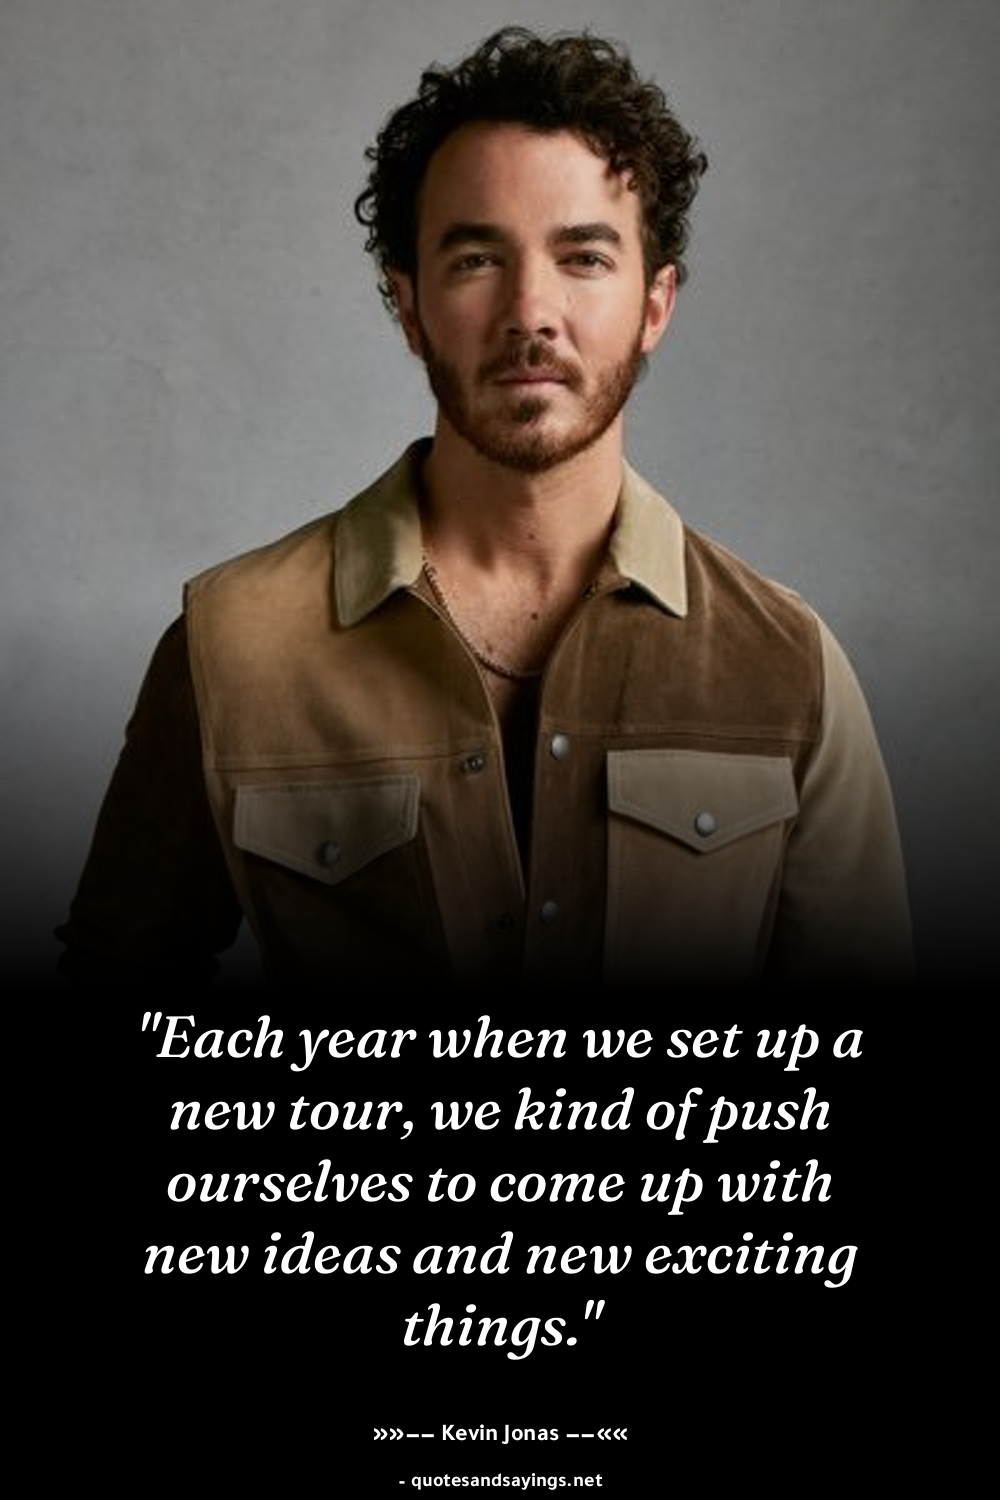 "Each year when we set up a
new tour, we kind of push
ourselves to come up with
new ideas and new exciting
things."
»»–– Kevin Jonas ––««
- quotesandsayings.net